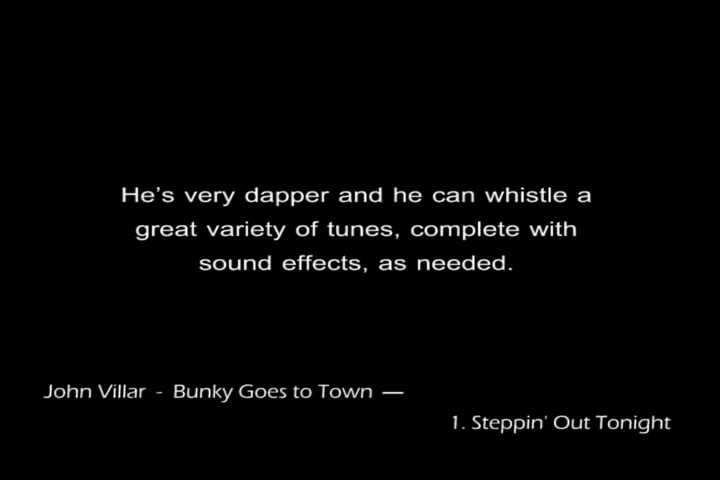 He's very dapper and he can whistle a
great variety of tunes, complete with
sound effects, as needed.
John Villar - Bunky Goes to Town —
1. Steppin' Out Tonight